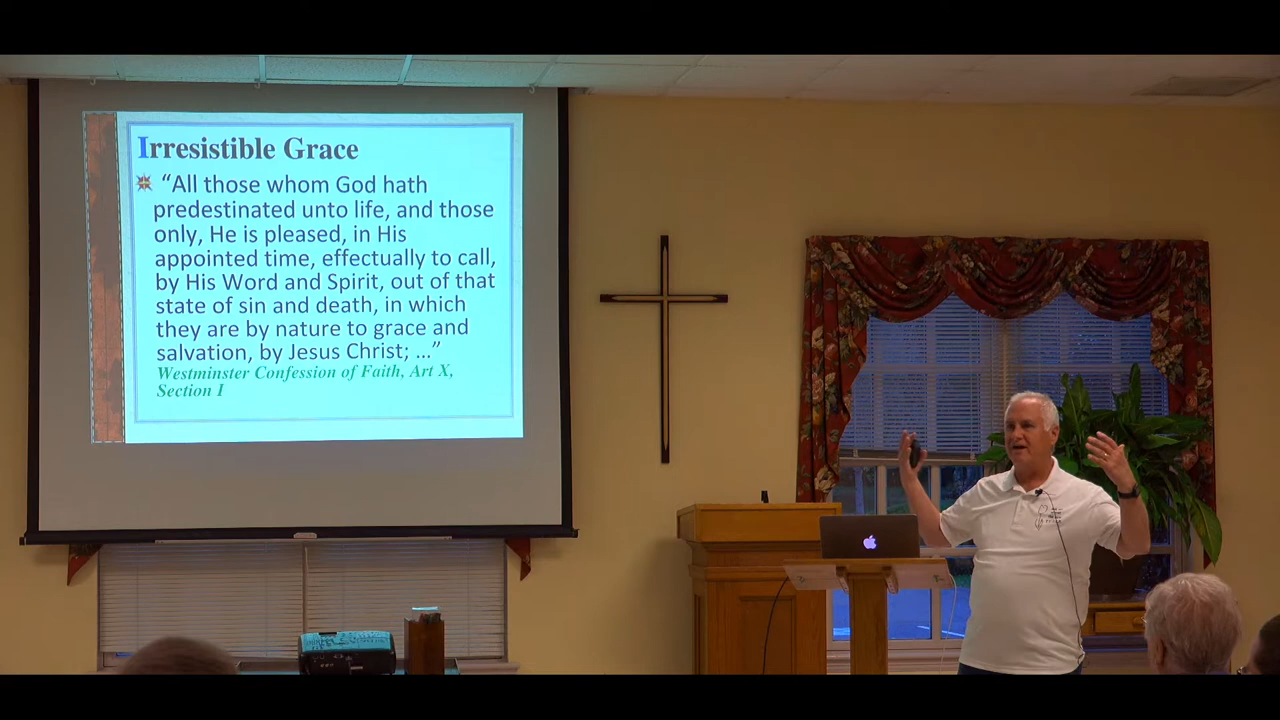 Irresistible Grace
“All those whom God hath
predestinated unto life, and those
only, He is pleased, in His
appointed time, effectually to call,
by His Word and Spirit, out of that
state of sin and death, in which
they are by nature to grace and
salvation, by Jesus Christ; …”
Westminster Confession of Faith, Art X,
Section I